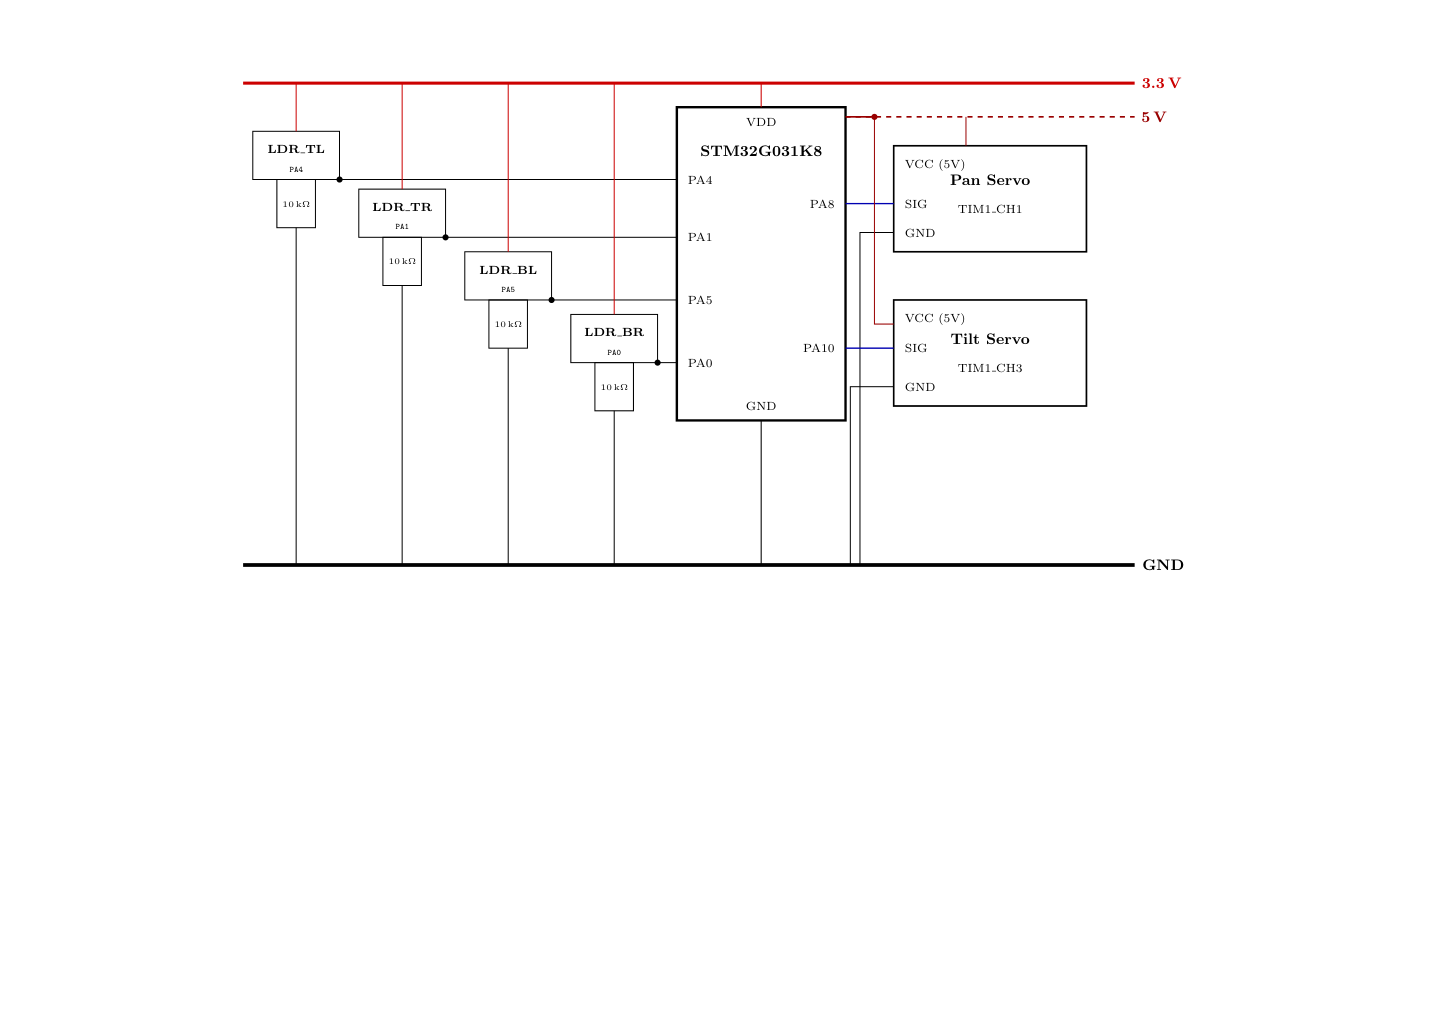 3.3 V
5 V
VDD
STM32G031K8
LDR_TL
PA4
10 kΩ
LDR_TR
PA1
10 kΩ
LDR_BL
PA5
10 kΩ
LDR_BR
PA0
10 kΩ
PA4
PA1
PA5
PA0
PA8
PA10
GND
VCC (5V)
Pan Servo
SIG
TIM1_CH1
GND
VCC (5V)
Tilt Servo
SIG
TIM1_CH3
GND
GND